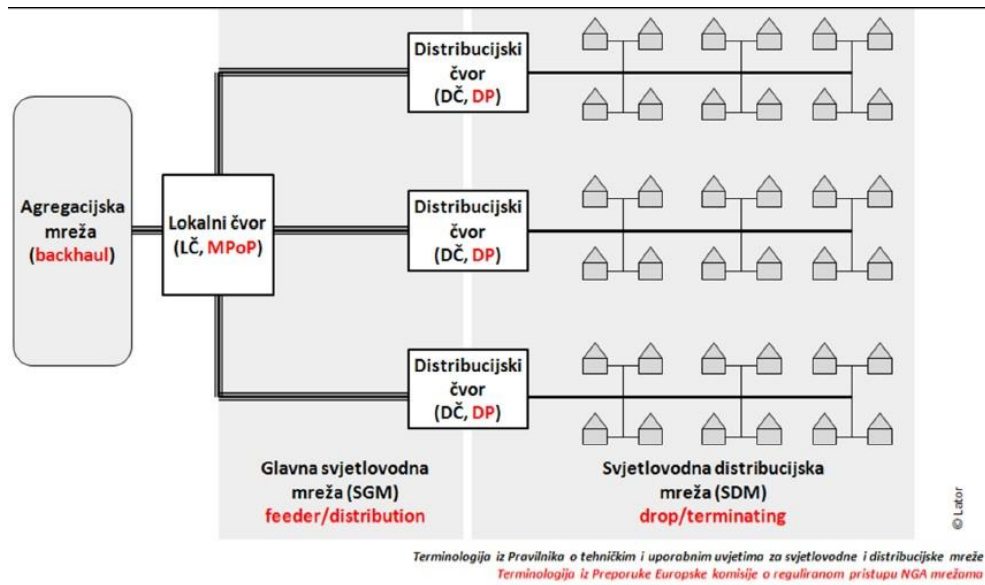 Agregacijska
mreža
(backhaul)
Lokalni čvor
(LČ, MPoP)
Distribucijski
čvor
(DČ, DP)
Distribucijski
čvor
(DČ, DP)
Distribucijski
čvor
(DČ, DP)
Glavna svjetlovodna
mreža (SGM)
feeder/distribution
Svjetlovodna distribucijska
mreža (SDM)
drop/terminating
© Lator
Terminologija iz Pravilnika o tehničkim i uporabnim uvjetima za svjetlovodne i distribucijske mreže
Terminologija iz Preporuke Europske komisije o reguliranom pristupu NGA mrežama